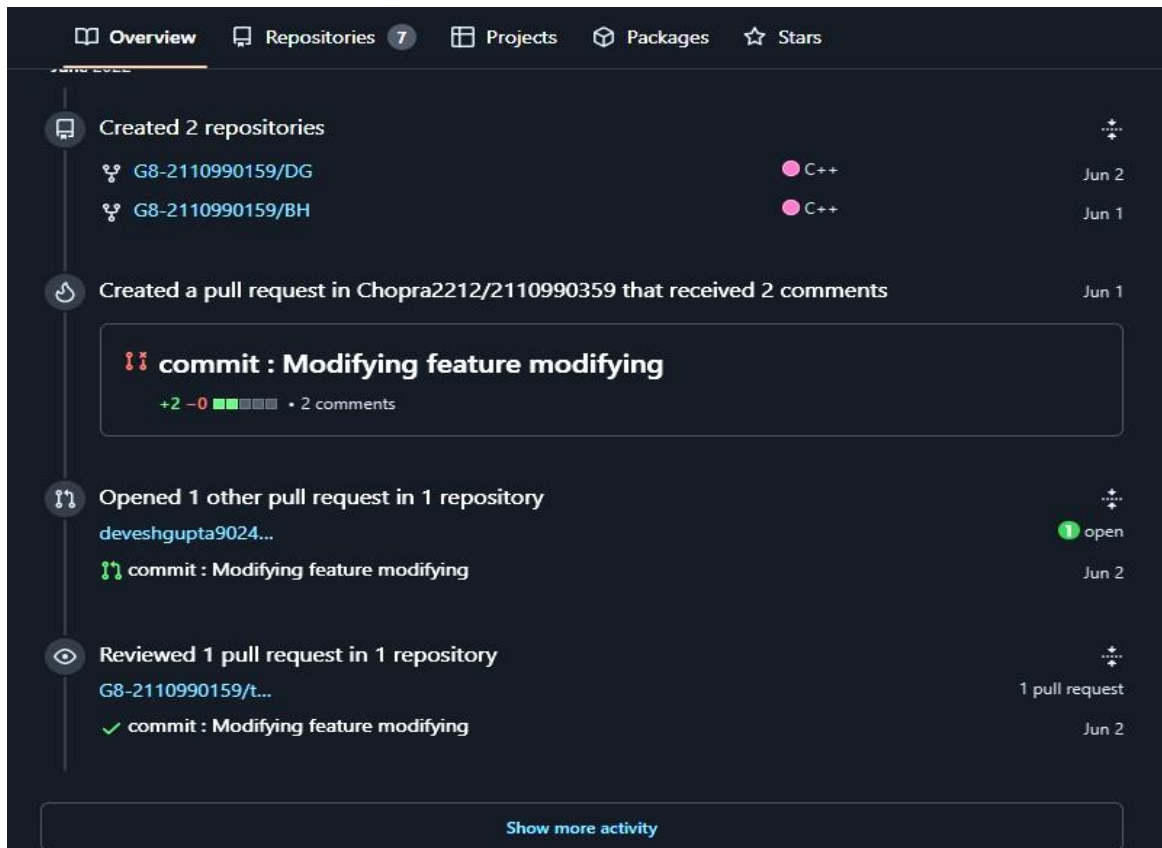 Overview Repositories 7 Projects Packages Stars
June 2022
Created 2 repositories
G8-2110990159/DG C++ Jun 2
G8-2110990159/BH C++ Jun 1
Created a pull request in Chopra2212/2110990359 that received 2 comments Jun 1
commit : Modifying feature modifying
+2 −0 • 2 comments
Opened 1 other pull request in 1 repository
deveshgupta9024... 1 open
commit : Modifying feature modifying Jun 2
Reviewed 1 pull request in 1 repository
G8-2110990159/t... 1 pull request
commit : Modifying feature modifying Jun 2
Show more activity